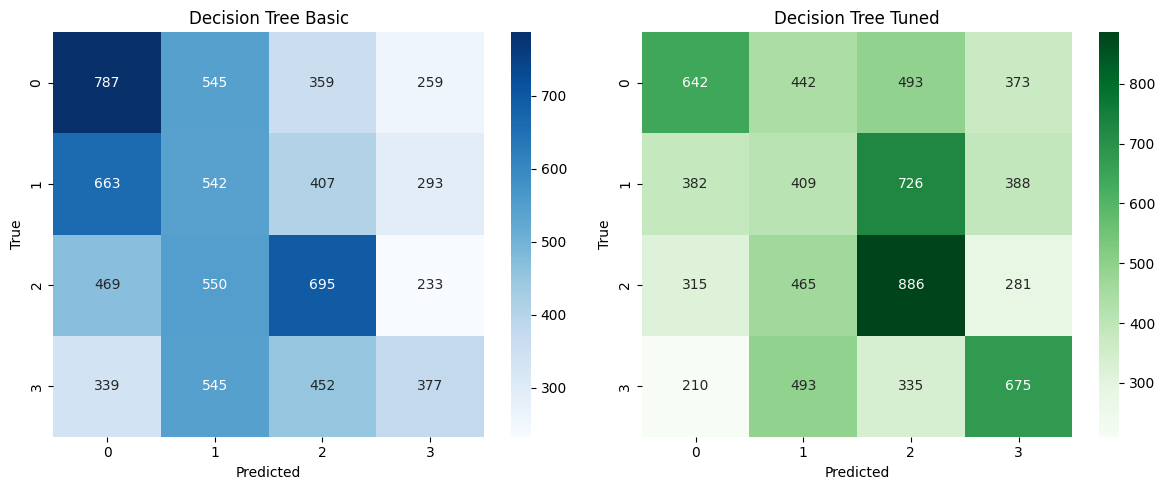 Decision Tree Basic
0 787 545 359 259
1 663 542 407 293
2 469 550 695 233
3 339 545 452 377
0 1 2 3
True
Predicted
700
600
500
400
300
Decision Tree Tuned
0 642 442 493 373
1 382 409 726 388
2 315 465 886 281
3 210 493 335 675
0 1 2 3
True
Predicted
800
700
600
500
400
300